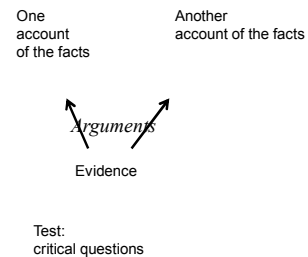 One
account
of the facts
Another
account of the facts
Arguments
Evidence
Test:
critical questions